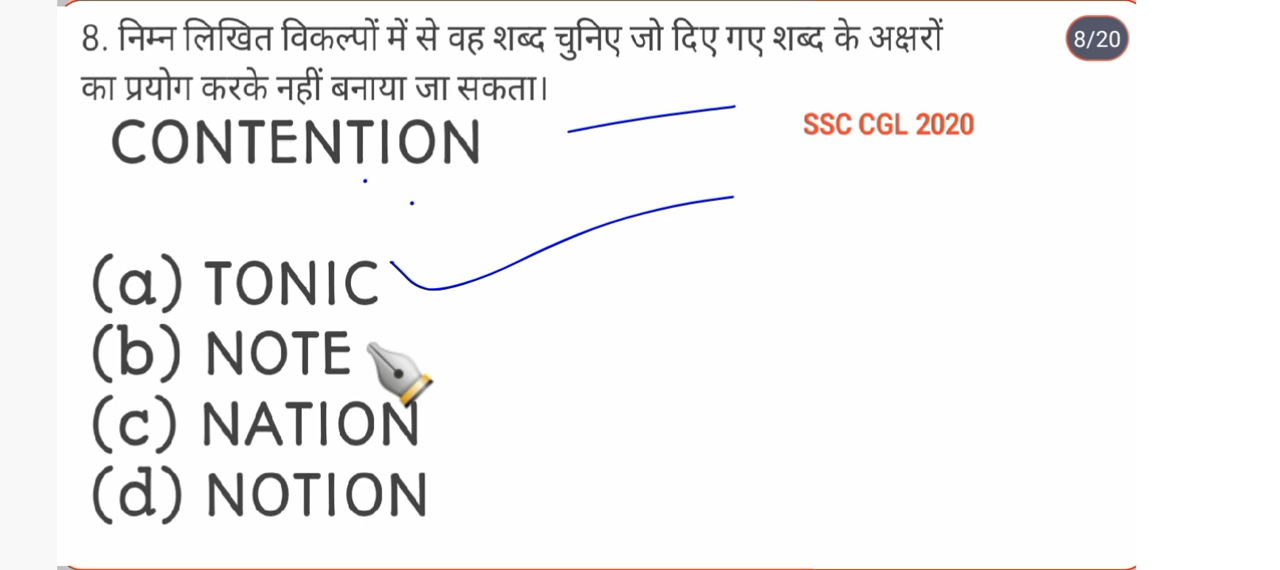 8. निम्न लिखित विकल्पों में से वह शब्द चुनिए जो दिए गए शब्द के अक्षरों
8/20
का प्रयोग करके नहीं बनाया जा सकता।
CONTENTION
SSC CGL 2020
(a) TONIC
(b) NOTE
(c) NATION
(d) NOTION